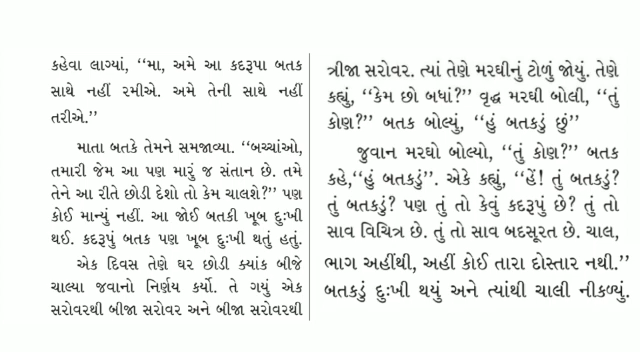 કહેવા લાગ્યાં, ‘‘મા, અમે આ કદરૂપા બતક
સાથે નહીં રમીએ. અમે તેની સાથે નહીં
તરીએ.’’
માતા બતકે તેમને સમજાવ્યા. ‘‘બચ્ચાંઓ,
તમારી જેમ આ પણ મારું જ સંતાન છે. તમે
તેને આ રીતે છોડી દેશો તો કેમ ચાલશે?’’ પણ
કોઈ માન્યું નહીં. આ જોઈ બતકી ખૂબ દુઃખી
થઈ. કદરૂપું બતક પણ ખૂબ દુઃખી થતું હતું.
એક દિવસ તેણે ઘર છોડી ક્યાંક બીજે
ચાલ્યા જવાનો નિર્ણય કર્યો. તે ગયું એક
સરોવરથી બીજા સરોવર અને બીજા સરોવરથી
ત્રીજા સરોવર. ત્યાં તેણે મરઘીનું ટોળું જોયું. તેણે
કહ્યું, ‘‘કેમ છો બધાં?’’ વૃદ્ધ મરઘી બોલી, ‘‘તું
કોણ?’’ બતક બોલ્યું, ‘‘હું બતકડું છું’’
જુવાન મરઘો બોલ્યો, ‘‘તું કોણ?’’ બતક
કહે,‘‘હું બતકડું’’. એકે કહ્યું, ‘‘હેં! તું બતકડું?
તું બતકડું? પણ તું તો કેવું કદરૂપું છે? તું તો
સાવ વિચિત્ર છે. તું તો સાવ બદસૂરત છે. ચાલ,
ભાગ અહીંથી, અહીં કોઈ તારા દોસ્તાર નથી.’’
બતકડું દુઃખી થયું અને ત્યાંથી ચાલી નીકળ્યું.